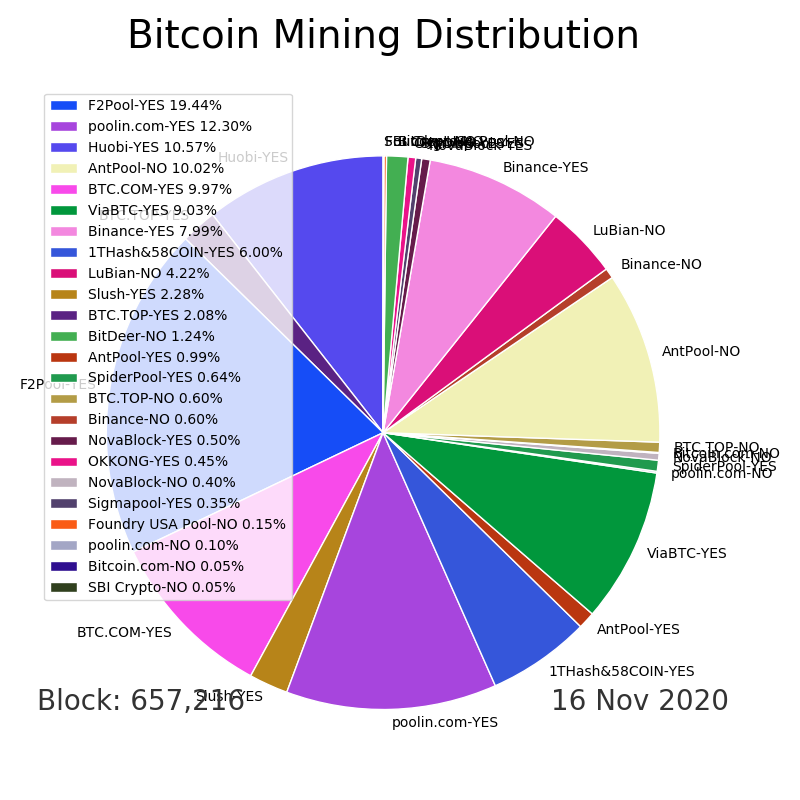 Bitcoin Mining Distribution
F2Pool-YES 19.44%
poolin.com-YES 12.30%
Huobi-YES 10.57%
AntPool-NO 10.02%
BTC.COM-YES 9.97%
ViaBTC-YES 9.03%
Binance-YES 7.99%
1THash&58COIN-YES 6.00%
LuBian-NO 4.22%
Slush-YES 2.28%
BTC.TOP-YES 2.08%
BitDeer-NO 1.24%
AntPool-YES 0.99%
SpiderPool-YES 0.64%
BTC.TOP-NO 0.60%
Binance-NO 0.60%
NovaBlock-YES 0.50%
OKKONG-YES 0.45%
NovaBlock-NO 0.40%
Sigmapool-YES 0.35%
Foundry USA Pool-NO 0.15%
poolin.com-NO 0.10%
Bitcoin.com-NO 0.05%
SBI Crypto-NO 0.05%
NovaBlock-YES
Binance-YES
LuBian-NO
Binance-NO
AntPool-NO
BTC.TOP-NO
Bitcoin.com-NO
NovaBlock-NO
SpiderPool-YES
poolin.com-NO
ViaBTC-YES
AntPool-YES
1THash&58COIN-YES
poolin.com-YES
Slush-YES
BTC.COM-YES
F2Pool-YES
BTC.TOP-YES
Huobi-YES
Block: 657,216
16 Nov 2020